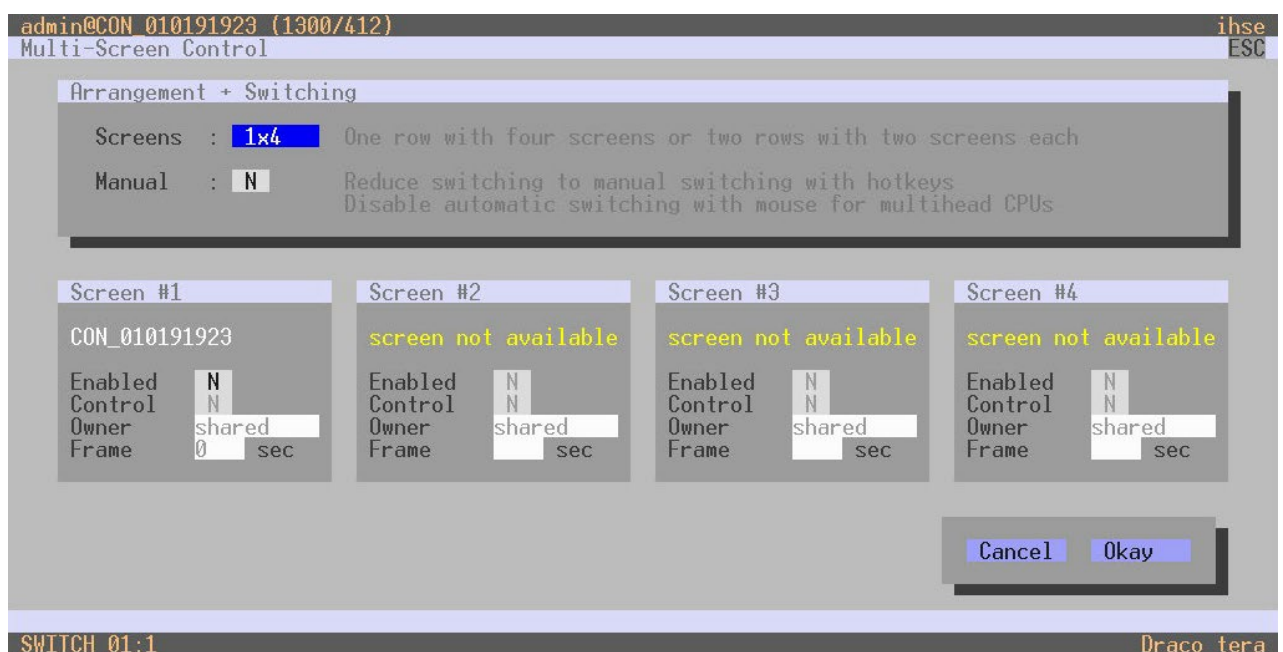 admin@CON_010191923 (1300/412) ihse
Multi-Screen Control ESC
Arrangement + Switching
Screens : 1x4 One row with four screens or two rows with two screens each
Manual : N Reduce switching to manual switching with hotkeys
Disable automatic switching with mouse for multihead CPUs
Screen #1 Screen #2 Screen #3 Screen #4
CON_010191923 screen not available screen not available screen not available
Enabled N Enabled N Enabled N Enabled N
Control N Control N Control N Control N
Owner shared Owner shared Owner shared Owner shared
Frame 0 sec Frame sec Frame sec Frame sec
Cancel Okay
SWITCH 01:1 Draco tera